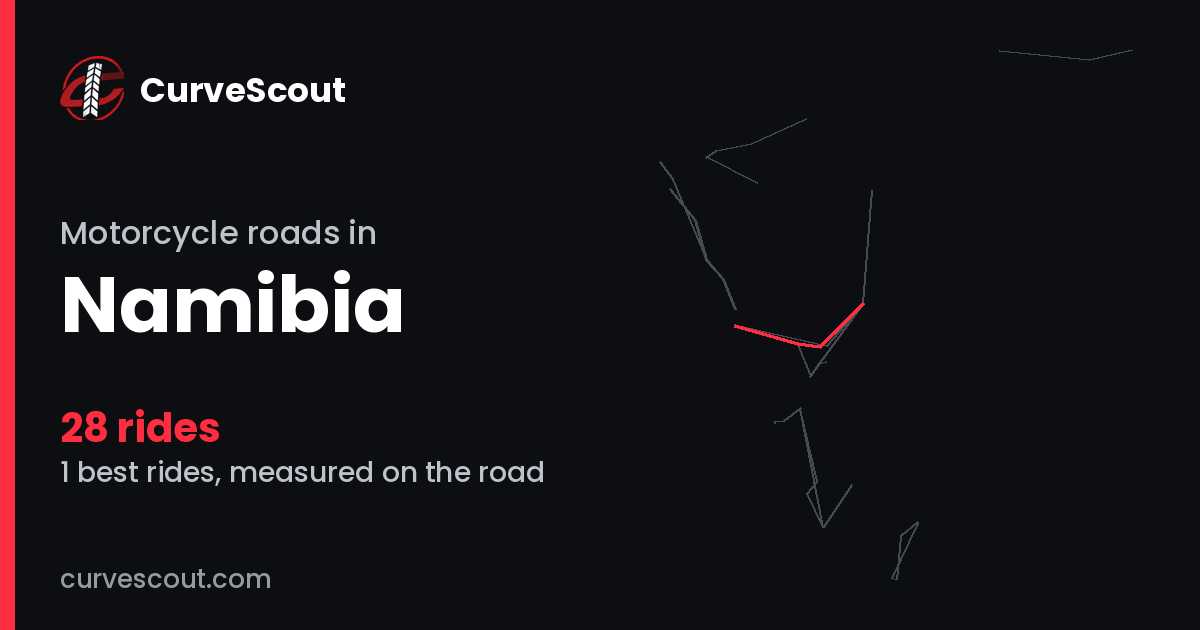 CurveScout
Motorcycle roads in
Namibia
28 rides
1 best rides, measured on the road
curvescout.com